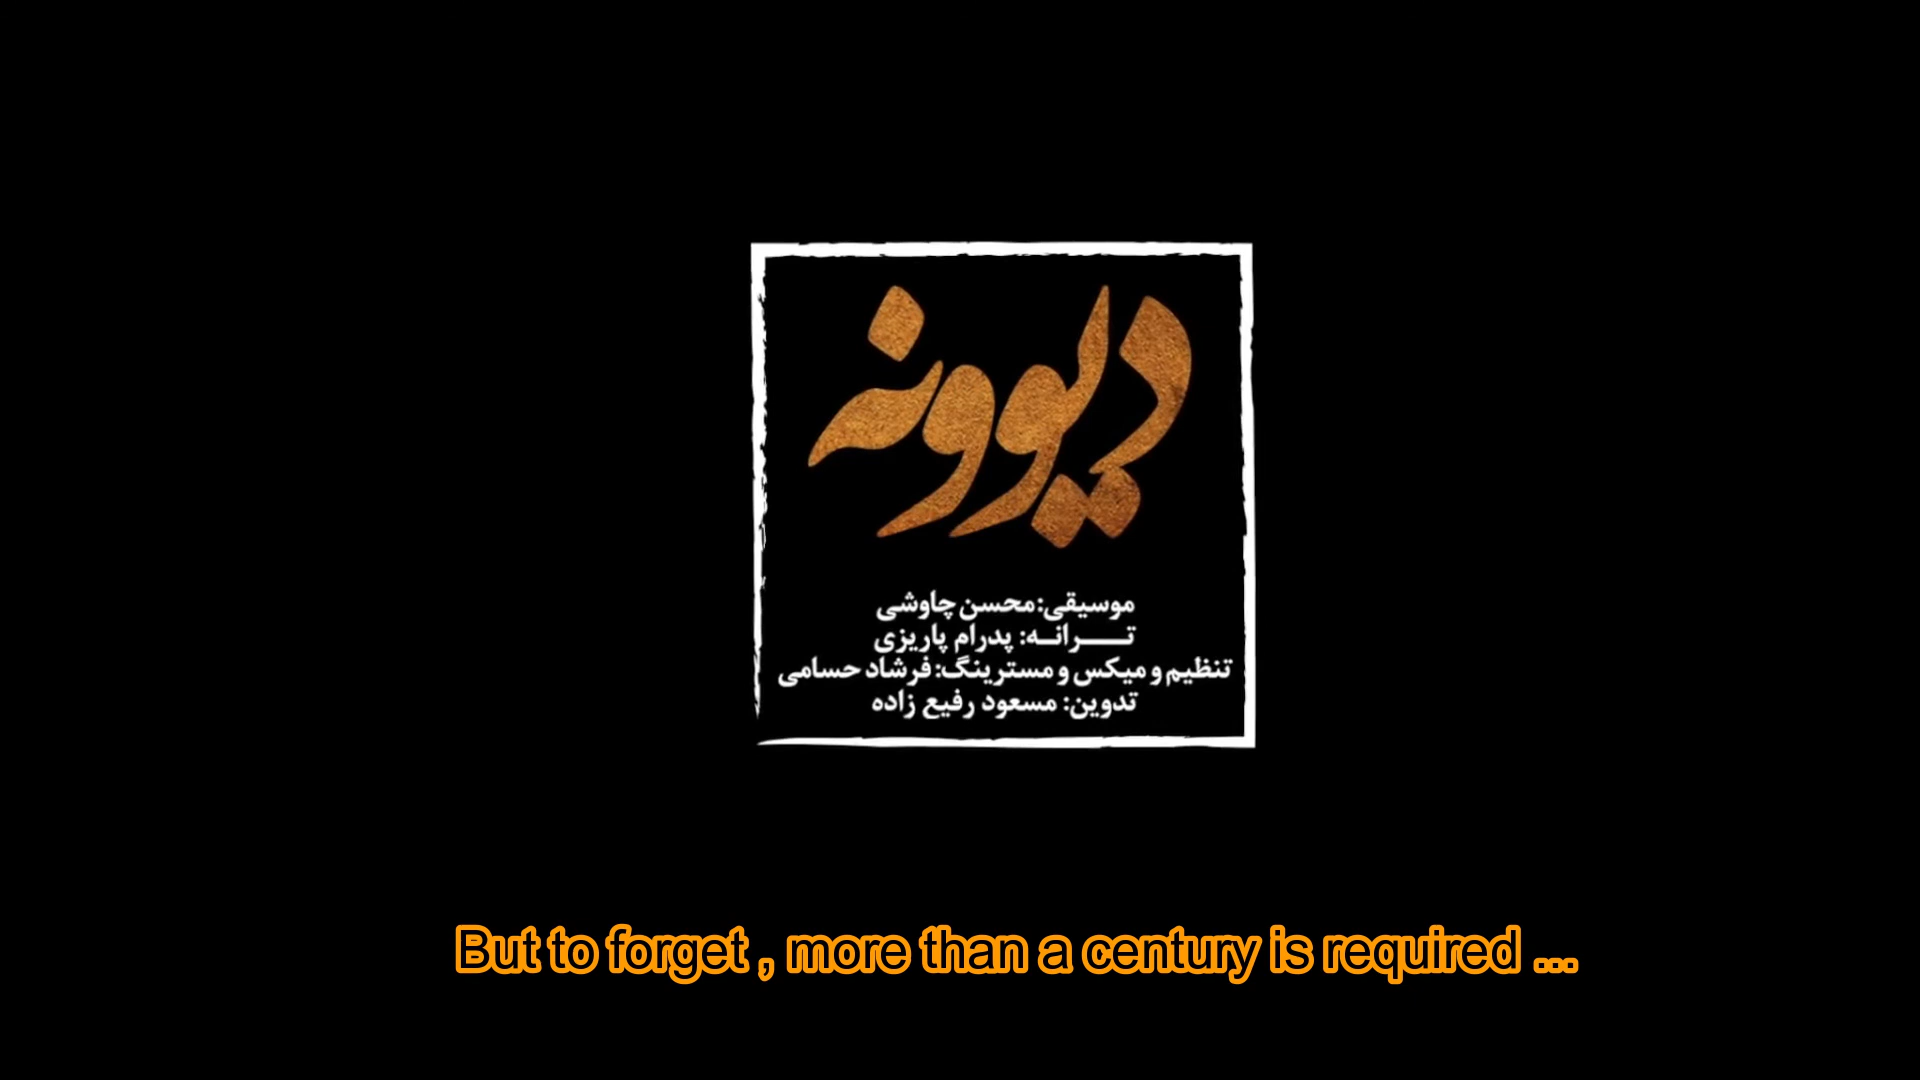 دیوونه
موسیقی:محسن چاوشی
تـــرانـه: پدرام پاریزی
تنظیم و میکس و مسترینگ: فرشاد حسامی
تدوین: مسعود رفیع زاده
But to forget , more than a century is required ...